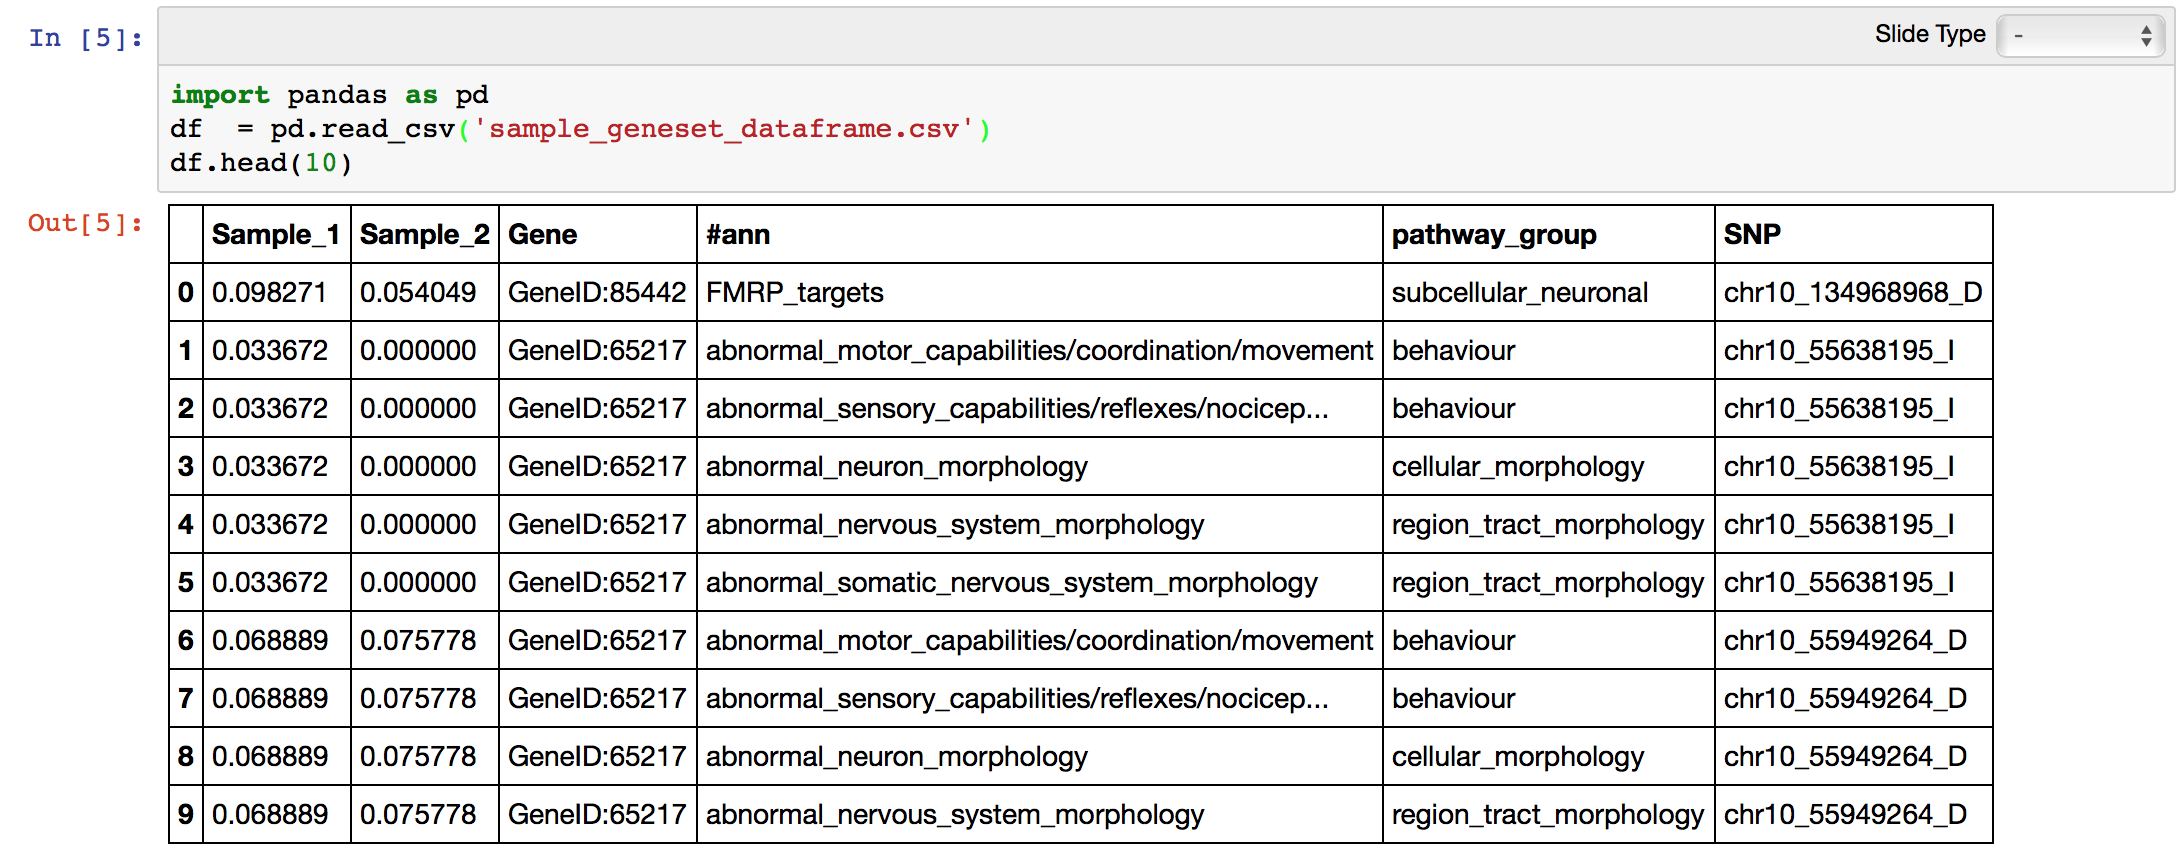 In [5]:
Slide Type -
import pandas as pd
df  = pd.read_csv('sample_geneset_dataframe.csv')
df.head(10)
Out[5]:
Sample_1 Sample_2 Gene #ann pathway_group SNP
0 0.098271 0.054049 GeneID:85442 FMRP_targets subcellular_neuronal chr10_134968968_D
1 0.033672 0.000000 GeneID:65217 abnormal_motor_capabilities/coordination/movement behaviour chr10_55638195_I
2 0.033672 0.000000 GeneID:65217 abnormal_sensory_capabilities/reflexes/nocicep... behaviour chr10_55638195_I
3 0.033672 0.000000 GeneID:65217 abnormal_neuron_morphology cellular_morphology chr10_55638195_I
4 0.033672 0.000000 GeneID:65217 abnormal_nervous_system_morphology region_tract_morphology chr10_55638195_I
5 0.033672 0.000000 GeneID:65217 abnormal_somatic_nervous_system_morphology region_tract_morphology chr10_55638195_I
6 0.068889 0.075778 GeneID:65217 abnormal_motor_capabilities/coordination/movement behaviour chr10_55949264_D
7 0.068889 0.075778 GeneID:65217 abnormal_sensory_capabilities/reflexes/nocicep... behaviour chr10_55949264_D
8 0.068889 0.075778 GeneID:65217 abnormal_neuron_morphology cellular_morphology chr10_55949264_D
9 0.068889 0.075778 GeneID:65217 abnormal_nervous_system_morphology region_tract_morphology chr10_55949264_D